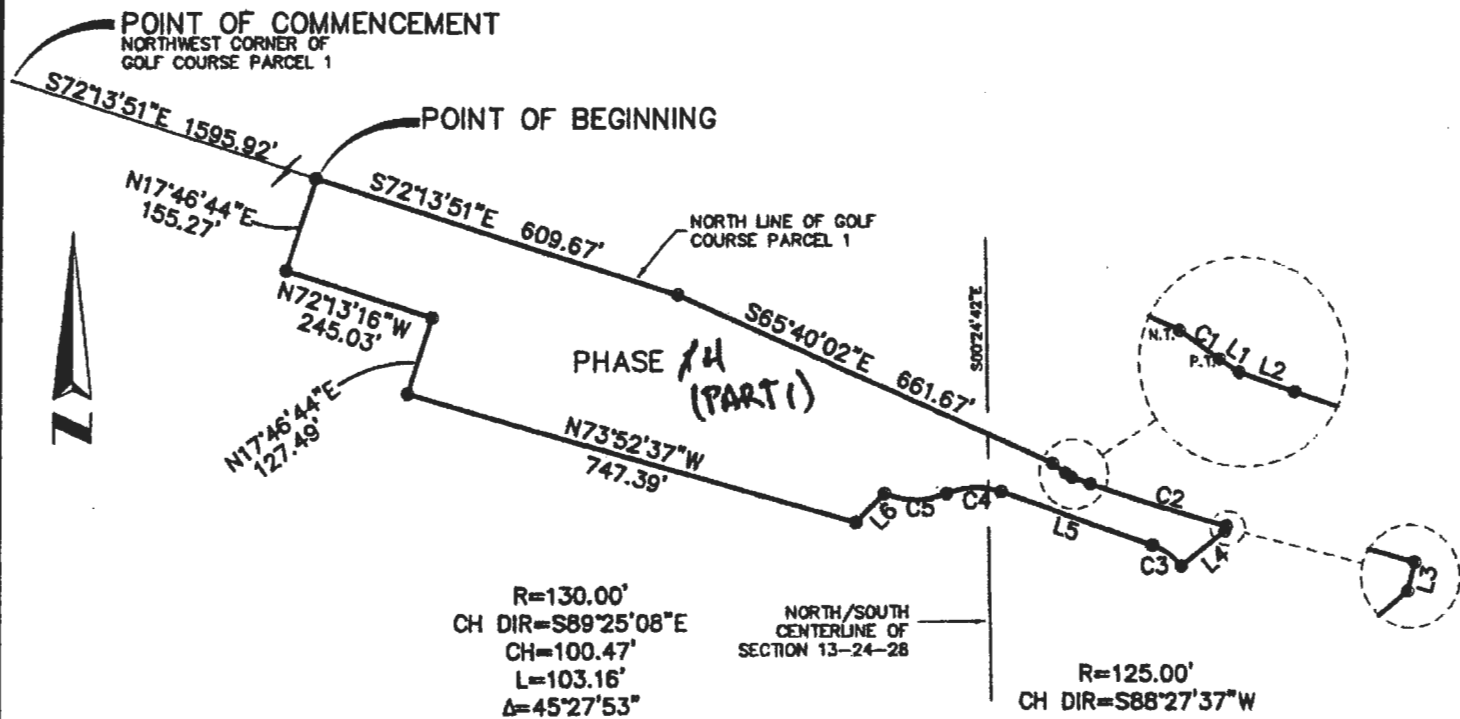 POINT OF COMMENCEMENT
NORTHWEST CORNER OF
GOLF COURSE PARCEL 1
S72°13'51"E 1595.92'
POINT OF BEGINNING
N17°46'44"E
155.27'
S72°13'51"E 609.67'
NORTH LINE OF GOLF
COURSE PARCEL 1
N72°13'16"W
245.03'
S65°40'02"E 661.67'
S00°24'42"E
N.T. C1 L1 L2
P.T.
PHASE 14
(PART 1)
N
N17°46'44"E
127.49'
N73°52'37"W
747.39'
L6 C5 C4
L5
C2
C3 L4
L3
R=130.00'
CH DIR=S89°25'08"E
CH=100.47'
L=103.16'
Δ=45°27'53"
NORTH/SOUTH
CENTERLINE OF
SECTION 13-24-28
R=125.00'
CH DIR=S88°27'37"W